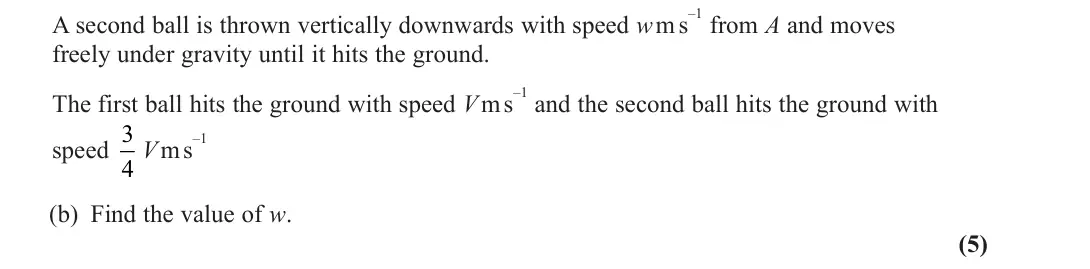 A second ball is thrown vertically downwards with speed w m s⁻¹ from A and moves
freely under gravity until it hits the ground.
The first ball hits the ground with speed V m s⁻¹ and the second ball hits the ground with
speed 3/4 V m s⁻¹
(b) Find the value of w.
(5)